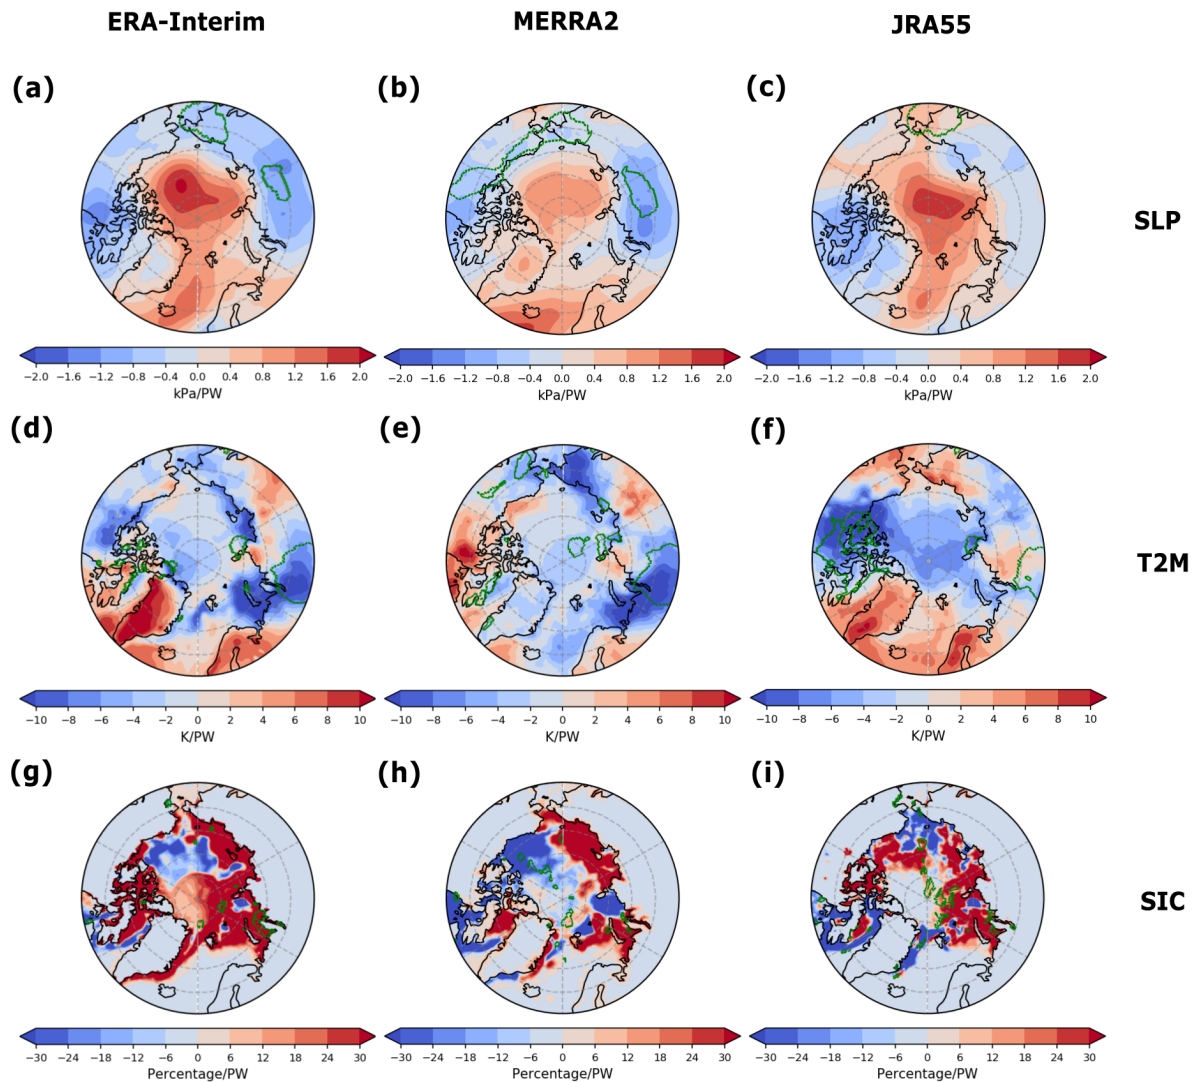 ERA-Interim MERRA2 JRA55
(a) (b) (c)
SLP
−2.0 −1.6 −1.2 −0.8 −0.4 0.0 0.4 0.8 1.2 1.6 2.0
kPa/PW
−2.0 −1.6 −1.2 −0.8 −0.4 0.0 0.4 0.8 1.2 1.6 2.0
kPa/PW
−2.0 −1.6 −1.2 −0.8 −0.4 0.0 0.4 0.8 1.2 1.6 2.0
kPa/PW
(d) (e) (f)
T2M
−10 −8 −6 −4 −2 0 2 4 6 8 10
K/PW
−10 −8 −6 −4 −2 0 2 4 6 8 10
K/PW
−10 −8 −6 −4 −2 0 2 4 6 8 10
K/PW
(g) (h) (i)
SIC
−30 −24 −18 −12 −6 0 6 12 18 24 30
Percentage/PW
−30 −24 −18 −12 −6 0 6 12 18 24 30
Percentage/PW
−30 −24 −18 −12 −6 0 6 12 18 24 30
Percentage/PW